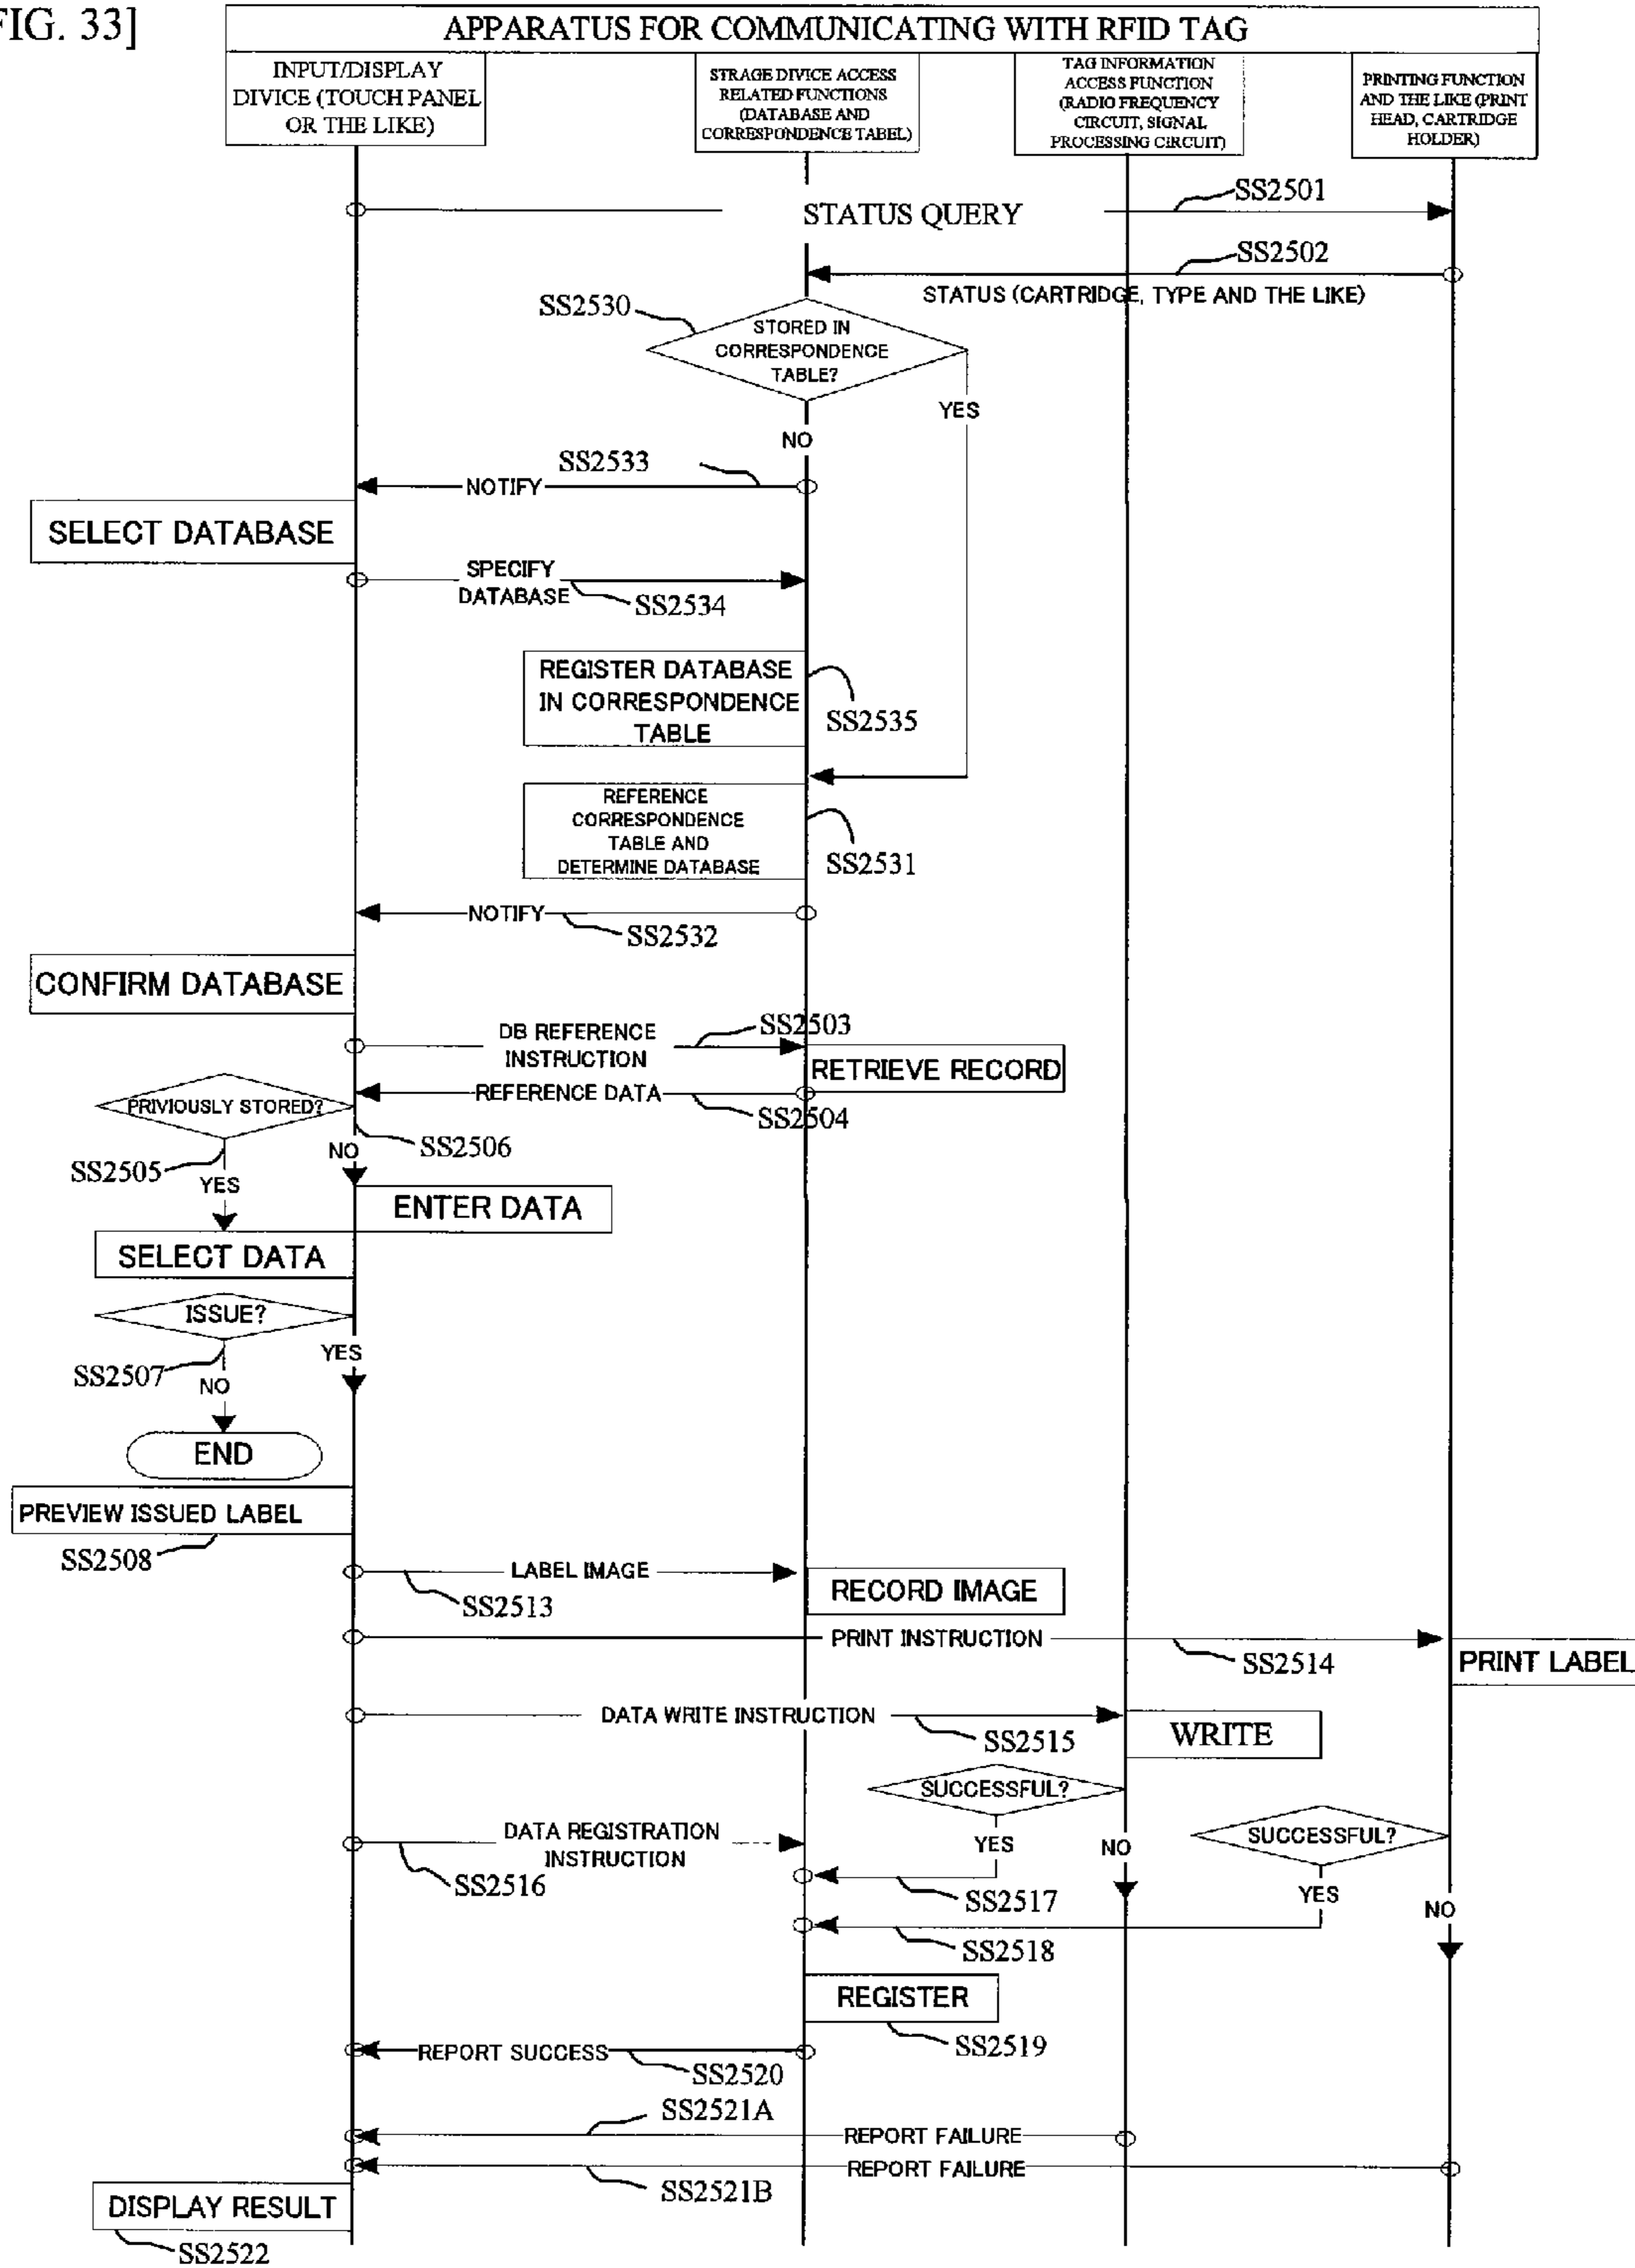 FIG. 33]
APPARATUS FOR COMMUNICATING WITH RFID TAG
INPUT/DISPLAY
DIVICE (TOUCH PANEL
OR THE LIKE)
STRAGE DIVICE ACCESS
RELATED FUNCTIONS
(DATABASE AND
CORRESPONDENCE TABEL)
TAG INFORMATION
ACCESS FUNCTION
(RADIO FREQUENCY
CIRCUIT, SIGNAL
PROCESSING CIRCUIT)
PRINTING FUNCTION
AND THE LIKE (PRINT
HEAD, CARTRIDGE
HOLDER)
SS2501
STATUS QUERY
SS2502
STATUS (CARTRIDGE, TYPE AND THE LIKE)
SS2530
STORED IN
CORRESPONDENCE
TABLE?
YES
NO
SS2533
NOTIFY
SELECT DATABASE
SPECIFY
DATABASE
SS2534
REGISTER DATABASE
IN CORRESPONDENCE
TABLE
SS2535
REFERENCE
CORRESPONDENCE
TABLE AND
DETERMINE DATABASE
SS2531
NOTIFY
SS2532
CONFIRM DATABASE
DB REFERENCE
INSTRUCTION
SS2503
RETRIEVE RECORD
REFERENCE DATA
SS2504
PRIVIOUSLY STORED?
SS2506
NO
SS2505
YES
ENTER DATA
SELECT DATA
ISSUE?
YES
SS2507
NO
END
PREVIEW ISSUED LABEL
SS2508
LABEL IMAGE
SS2513
RECORD IMAGE
PRINT INSTRUCTION
SS2514
PRINT LABEL
DATA WRITE INSTRUCTION
SS2515
WRITE
SUCCESSFUL?
YES
NO
SUCCESSFUL?
YES
NO
DATA REGISTRATION
INSTRUCTION
SS2516
SS2517
SS2518
REGISTER
SS2519
REPORT SUCCESS
SS2520
SS2521A
REPORT FAILURE
REPORT FAILURE
SS2521B
DISPLAY RESULT
SS2522